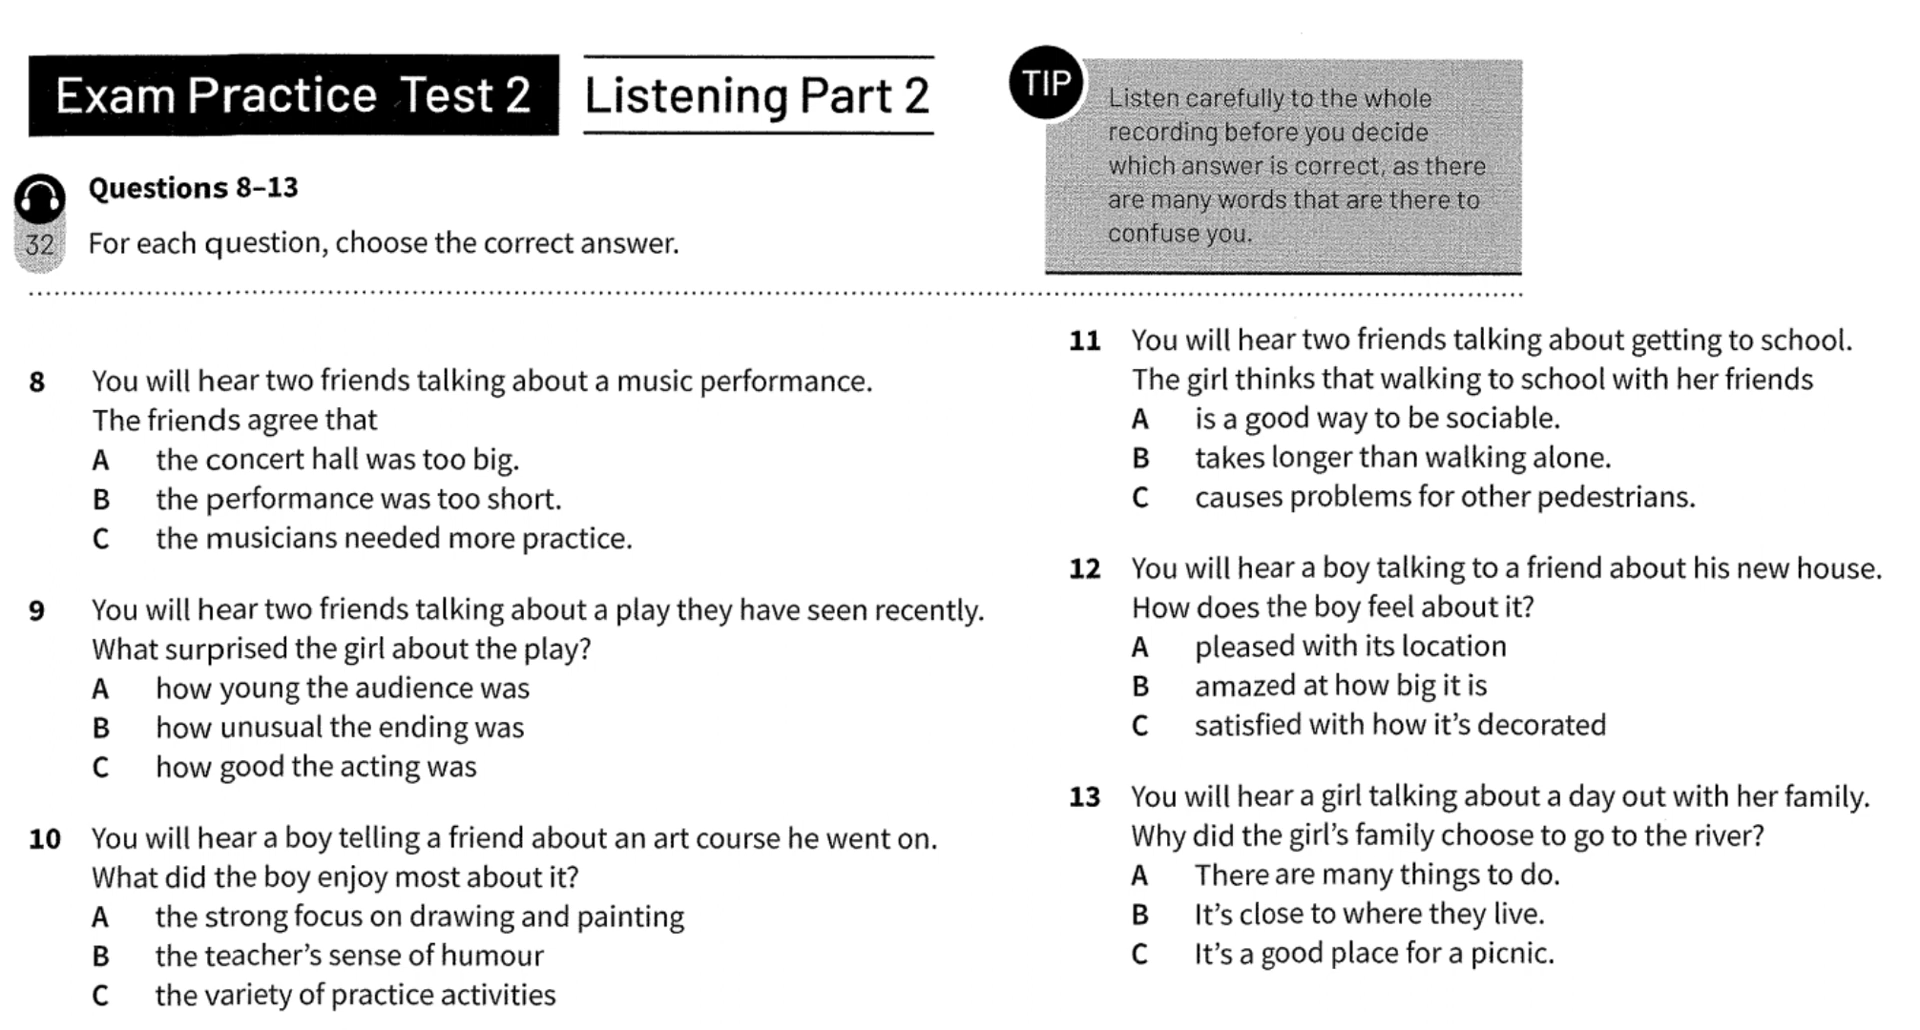 Exam Practice Test 2
Listening Part 2
TIP
Listen carefully to the whole
recording before you decide
which answer is correct, as there
are many words that are there to
confuse you.
Questions 8–13
32
For each question, choose the correct answer.
8 You will hear two friends talking about a music performance.
The friends agree that
A the concert hall was too big.
B the performance was too short.
C the musicians needed more practice.
9 You will hear two friends talking about a play they have seen recently.
What surprised the girl about the play?
A how young the audience was
B how unusual the ending was
C how good the acting was
10 You will hear a boy telling a friend about an art course he went on.
What did the boy enjoy most about it?
A the strong focus on drawing and painting
B the teacher’s sense of humour
C the variety of practice activities
11 You will hear two friends talking about getting to school.
The girl thinks that walking to school with her friends
A is a good way to be sociable.
B takes longer than walking alone.
C causes problems for other pedestrians.
12 You will hear a boy talking to a friend about his new house.
How does the boy feel about it?
A pleased with its location
B amazed at how big it is
C satisfied with how it’s decorated
13 You will hear a girl talking about a day out with her family.
Why did the girl’s family choose to go to the river?
A There are many things to do.
B It’s close to where they live.
C It’s a good place for a picnic.